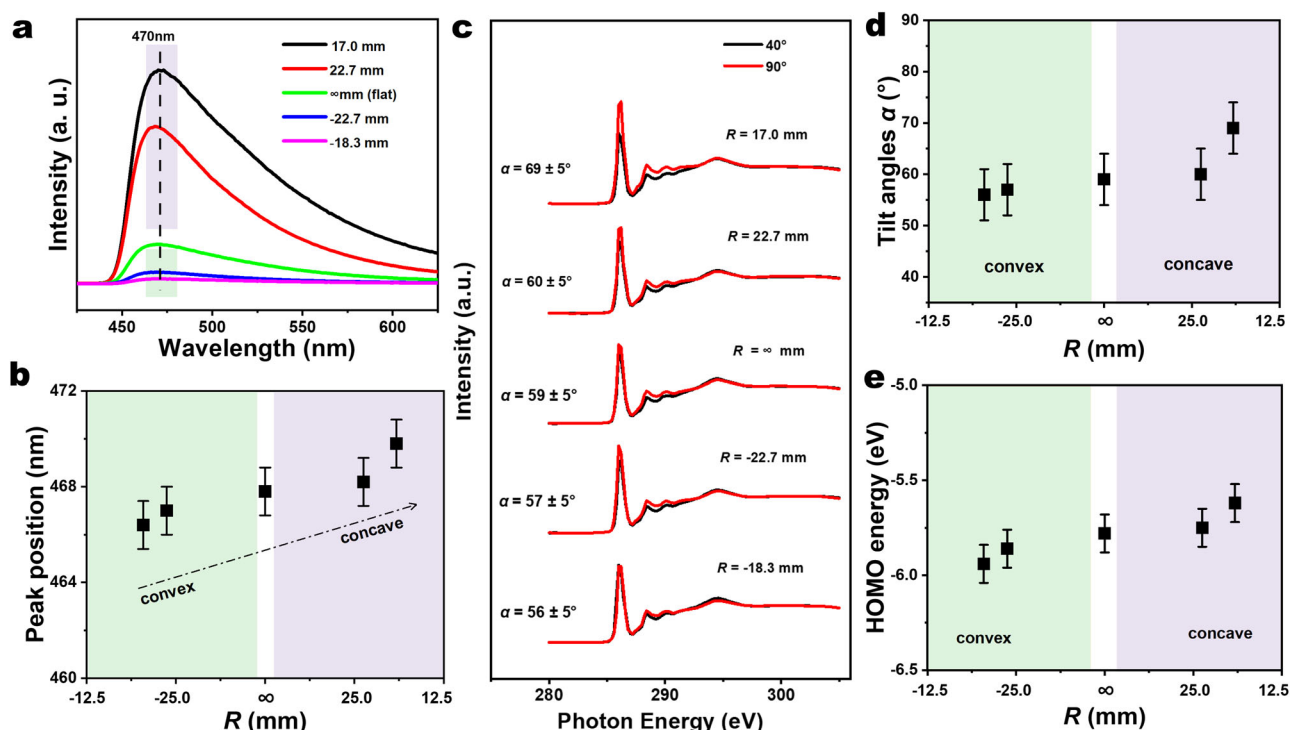 a
470nm
17.0 mm
22.7 mm
∞mm (flat)
-22.7 mm
-18.3 mm
Intensity (a. u.)
450
500
550
600
Wavelength (nm)
b
472
468
464
460
Peak position (nm)
convex
concave
-12.5
-25.0
∞
25.0
12.5
R (mm)
c
40°
90°
R = 17.0 mm
α = 69 ± 5°
R = 22.7 mm
α = 60 ± 5°
R = ∞ mm
α = 59 ± 5°
R = -22.7 mm
α = 57 ± 5°
R = -18.3 mm
α = 56 ± 5°
Intensity (a.u.)
280
290
300
Photon Energy (eV)
d
90
80
70
60
50
40
Tilt angles α (°)
convex
concave
-12.5
-25.0
∞
25.0
12.5
R (mm)
e
-5.0
-5.5
-6.0
-6.5
HOMO energy (eV)
convex
concave
-12.5
-25.0
∞
25.0
12.5
R (mm)